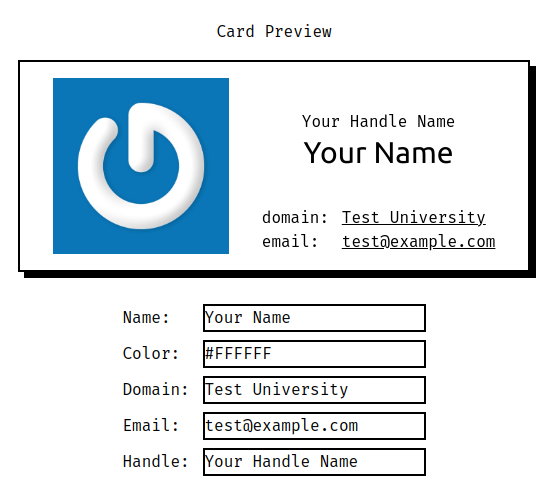 Card Preview
Your Handle Name
Your Name
domain: Test University
email: test@example.com
Name: Your Name
Color: #FFFFFF
Domain: Test University
Email: test@example.com
Handle: Your Handle Name